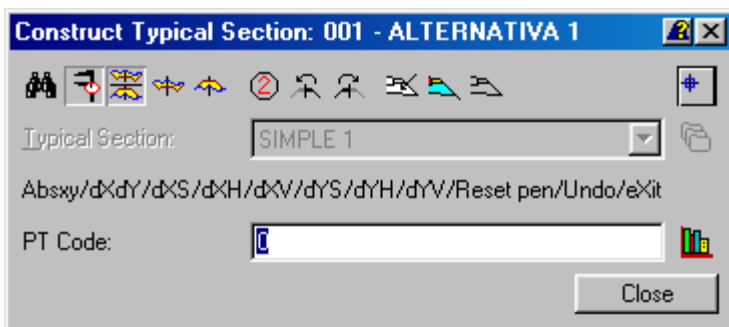 Construct Typical Section: 001 - ALTERNATIVA 1
2
Typical Section:
SIMPLE 1
Absxy/dXdY/dXS/dXH/dXV/dYS/dYH/dYV/Reset pen/Undo/eXit
PT Code:
0
Close